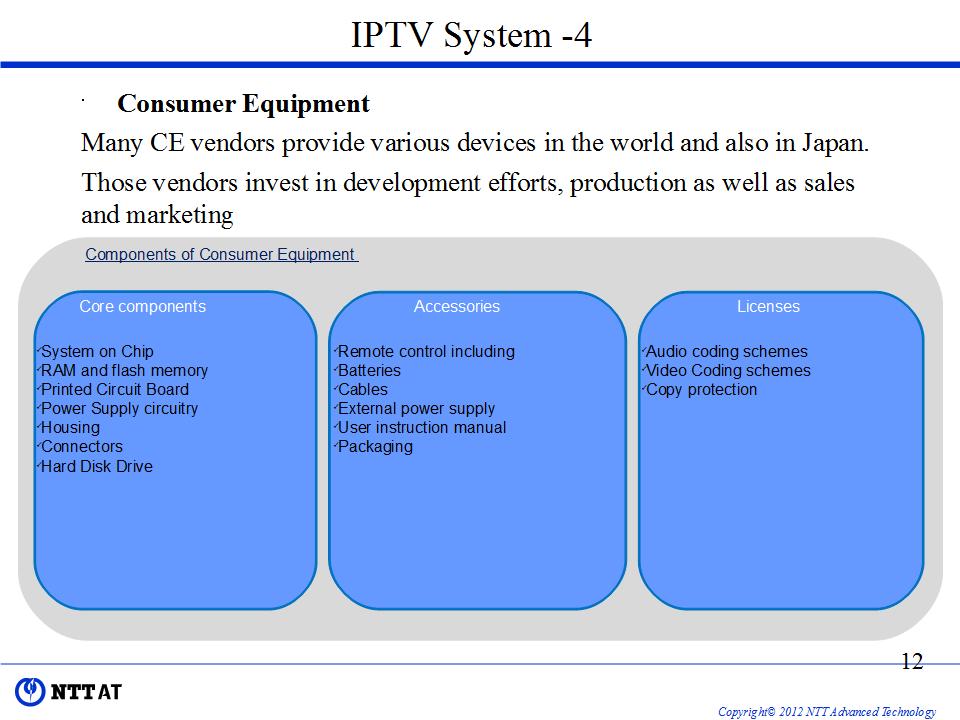 IPTV System -4
Consumer Equipment
Many CE vendors provide various devices in the world and also in Japan.
Those vendors invest in development efforts, production as well as sales
and marketing
Components of Consumer Equipment
Core components
✓System on Chip
✓RAM and flash memory
✓Printed Circuit Board
✓Power Supply circuitry
✓Housing
✓Connectors
✓Hard Disk Drive
Accessories
✓Remote control including
✓Batteries
✓Cables
✓External power supply
✓User instruction manual
✓Packaging
Licenses
✓Audio coding schemes
✓Video Coding schemes
✓Copy protection
12
NTT AT
Copyright© 2012 NTT Advanced Technology